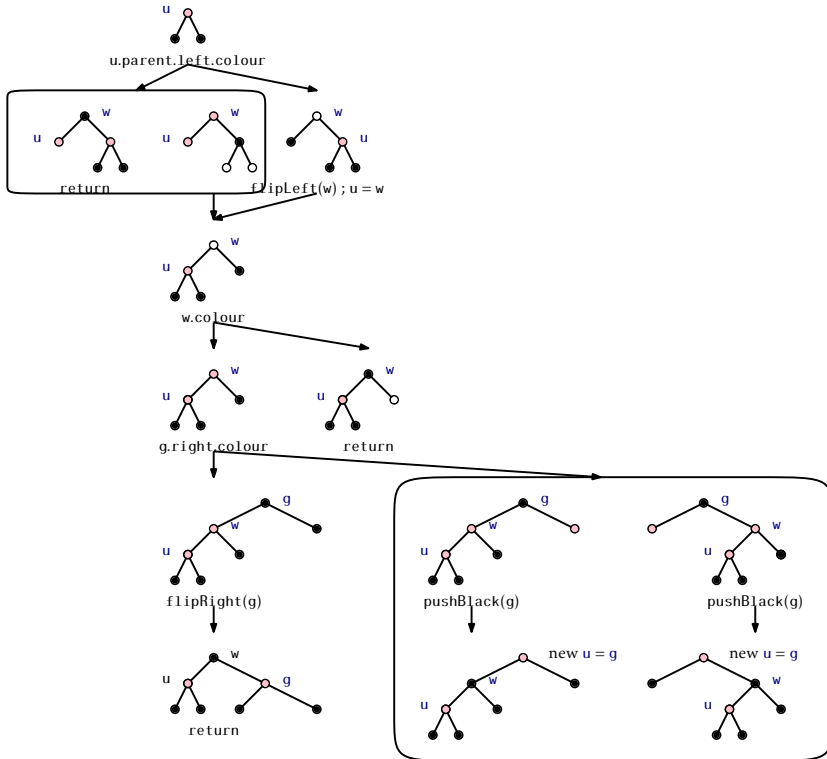 u
u.parent.left.colour
w w w
u u u
return flipLeft(w) ; u = w
w
u
w.colour
w w
u u
g.right.colour return
g g g
w w w
u u u
flipRight(g) pushBlack(g) pushBlack(g)
w new u = g new u = g
u g w w
u u
return